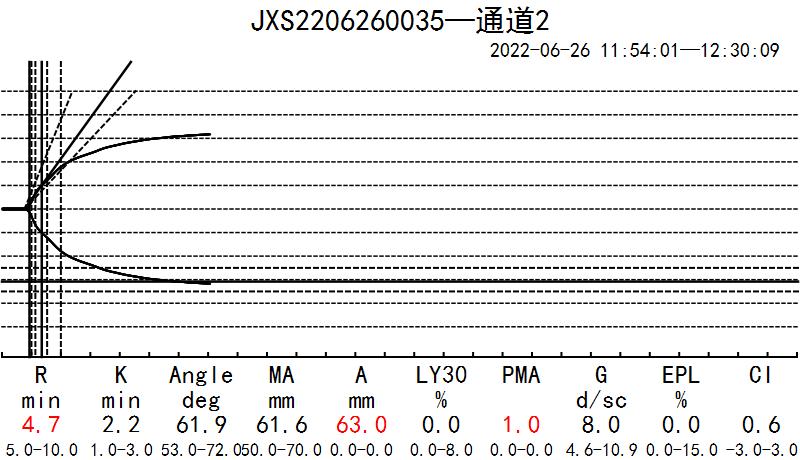 JXS2206260035—通道2
2022-06-26 11:54:01—12:30:09
R K Angle MA A LY30 PMA G EPL CI
min min deg mm mm % d/sc %
4.7 2.2 61.9 61.6 63.0 0.0 1.0 8.0 0.0 0.6
5.0-10.0 1.0-3.0 53.0-72.0 50.0-70.0 0.0-0.0 0.0-8.0 0.0-0.0 4.6-10.9 0.0-15.0 -3.0-3.0